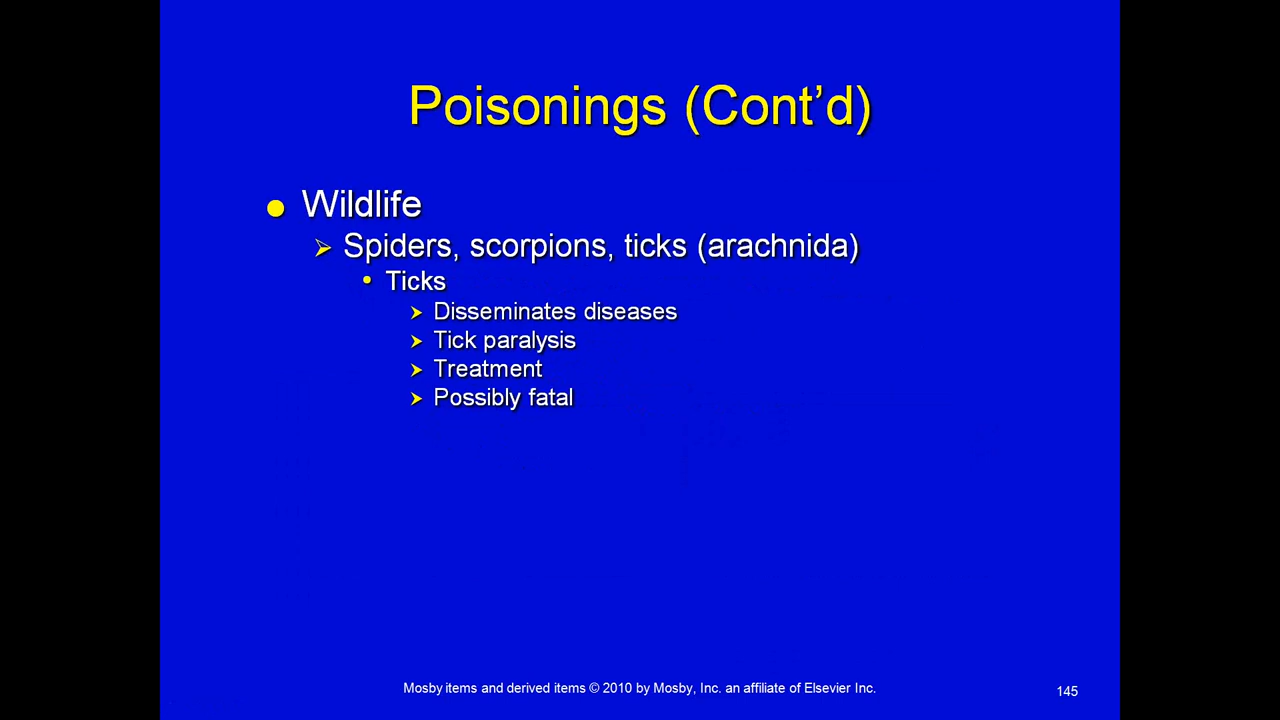 Poisonings (Cont’d)
Wildlife
Spiders, scorpions, ticks (arachnida)
Ticks
Disseminates diseases
Tick paralysis
Treatment
Possibly fatal
Mosby items and derived items © 2010 by Mosby, Inc. an affiliate of Elsevier Inc.
145